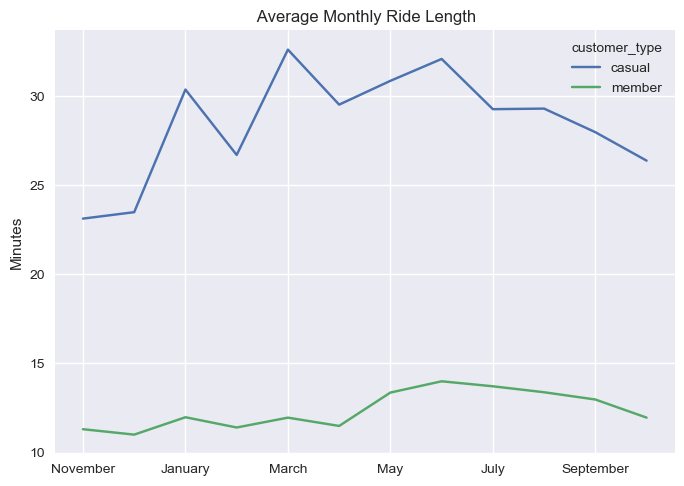 Average Monthly Ride Length
customer_type
casual
member
Minutes
30
25
20
15
10
November January March May July September